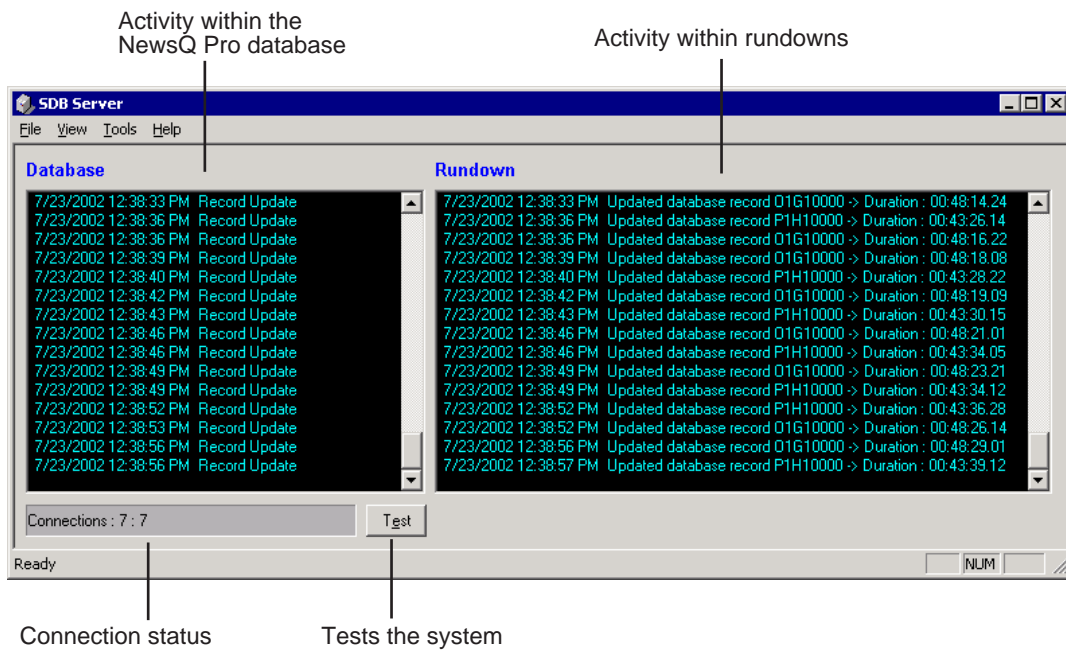 Activity within the
NewsQ Pro database
Activity within rundowns
SDB Server
File View Tools Help
Database
7/23/2002 12:38:33 PM Record Update
7/23/2002 12:38:36 PM Record Update
7/23/2002 12:38:36 PM Record Update
7/23/2002 12:38:39 PM Record Update
7/23/2002 12:38:40 PM Record Update
7/23/2002 12:38:42 PM Record Update
7/23/2002 12:38:43 PM Record Update
7/23/2002 12:38:46 PM Record Update
7/23/2002 12:38:46 PM Record Update
7/23/2002 12:38:49 PM Record Update
7/23/2002 12:38:49 PM Record Update
7/23/2002 12:38:52 PM Record Update
7/23/2002 12:38:53 PM Record Update
7/23/2002 12:38:56 PM Record Update
7/23/2002 12:38:56 PM Record Update
Rundown
7/23/2002 12:38:33 PM Updated database record O1G10000 -> Duration : 00:48:14.24
7/23/2002 12:38:36 PM Updated database record P1H10000 -> Duration : 00:43:26.14
7/23/2002 12:38:36 PM Updated database record O1G10000 -> Duration : 00:48:16.22
7/23/2002 12:38:39 PM Updated database record O1G10000 -> Duration : 00:48:18.08
7/23/2002 12:38:40 PM Updated database record P1H10000 -> Duration : 00:43:28.22
7/23/2002 12:38:42 PM Updated database record O1G10000 -> Duration : 00:48:19.09
7/23/2002 12:38:43 PM Updated database record P1H10000 -> Duration : 00:43:30.15
7/23/2002 12:38:46 PM Updated database record O1G10000 -> Duration : 00:48:21.01
7/23/2002 12:38:46 PM Updated database record P1H10000 -> Duration : 00:43:34.05
7/23/2002 12:38:49 PM Updated database record O1G10000 -> Duration : 00:48:23.21
7/23/2002 12:38:49 PM Updated database record P1H10000 -> Duration : 00:43:34.12
7/23/2002 12:38:52 PM Updated database record P1H10000 -> Duration : 00:43:36.28
7/23/2002 12:38:52 PM Updated database record O1G10000 -> Duration : 00:48:26.14
7/23/2002 12:38:56 PM Updated database record O1G10000 -> Duration : 00:48:29.01
7/23/2002 12:38:57 PM Updated database record P1H10000 -> Duration : 00:43:39.12
Connections : 7 : 7
Test
Ready
NUM
Connection status
Tests the system